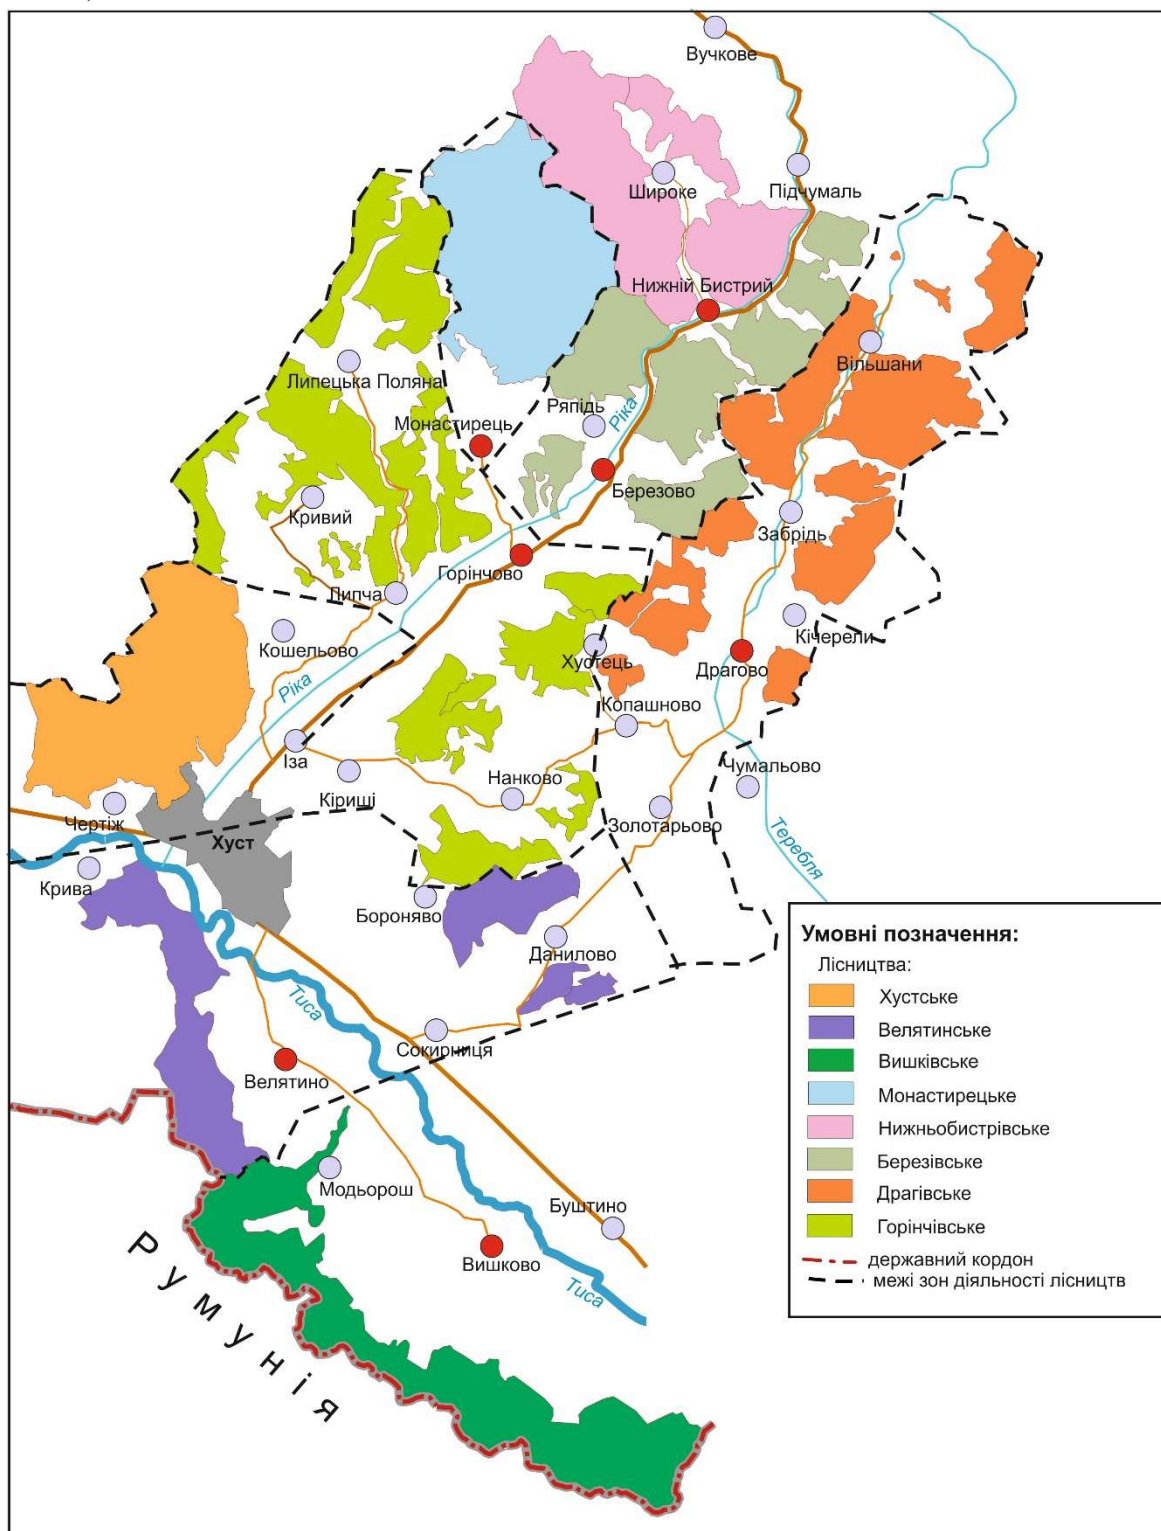 Вучкове
Широке
Підчумаль
Нижній Бистрий
Вільшани
Липецька Поляна
Ряпідь
Ріка
Монастирець
Березово
Кривий
Забрідь
Горінчово
Липча
Кошельово
Кічерели
Хустець
Драгово
Ріка
Копашново
Іза
Кіриші
Нанково
Чумальово
Чертіж
Золотарьово
Хуст
Теребля
Крива
Бороняво
Данилово
Тиса
Сокирниця
Велятино
Модьорош
Буштино
Вишково
Тиса
Румунія
Умовні позначення:
Лісництва:
Хустське
Велятинське
Вишківське
Монастирецьке
Нижньобистрівське
Березівське
Драгівське
Горінчівське
державний кордон
межі зон діяльності лісництв